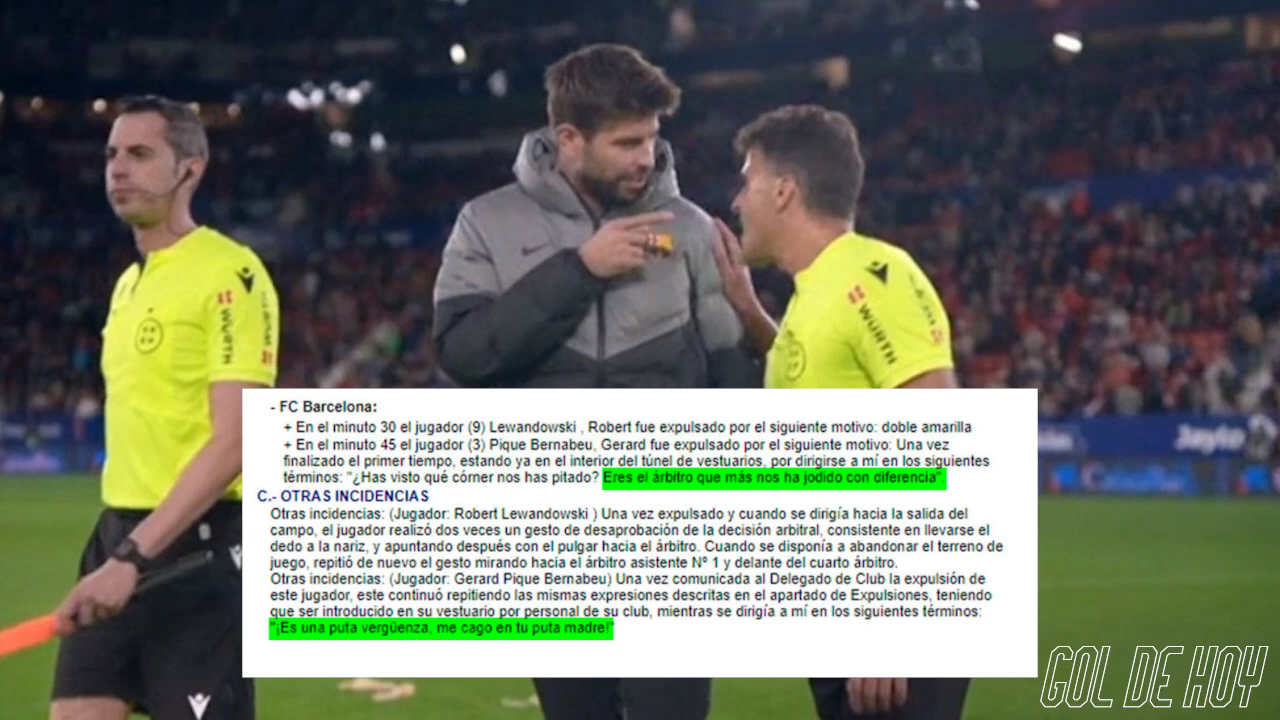 WÜRTH
WÜRTH
- FC Barcelona:
+ En el minuto 30 el jugador (9) Lewandowski , Robert fue expulsado por el siguiente motivo: doble amarilla
+ En el minuto 45 el jugador (3) Pique Bernabeu, Gerard fue expulsado por el siguiente motivo: Una vez
finalizado el primer tiempo, estando ya en el interior del túnel de vestuarios, por dirigirse a mí en los siguientes
términos: "¿Has visto qué córner nos has pitado? Eres el árbitro que más nos ha jodido con diferencia".
C.- OTRAS INCIDENCIAS
Otras incidencias: (Jugador: Robert Lewandowski ) Una vez expulsado y cuando se dirigía hacia la salida del
campo, el jugador realizó dos veces un gesto de desaprobación de la decisión arbitral, consistente en llevarse el
dedo a la nariz, y apuntando después con el pulgar hacia el árbitro. Cuando se disponía a abandonar el terreno de
juego, repitió de nuevo el gesto mirando hacia el árbitro asistente Nº 1 y delante del cuarto árbitro.
Otras incidencias: (Jugador: Gerard Pique Bernabeu) Una vez comunicada al Delegado de Club la expulsión de
este jugador, este continuó repitiendo las mismas expresiones descritas en el apartado de Expulsiones, teniendo
que ser introducido en su vestuario por personal de su club, mientras se dirigía a mí en los siguientes términos:
"¡Es una puta vergüenza, me cago en tu puta madre!"
GOL DE HOY